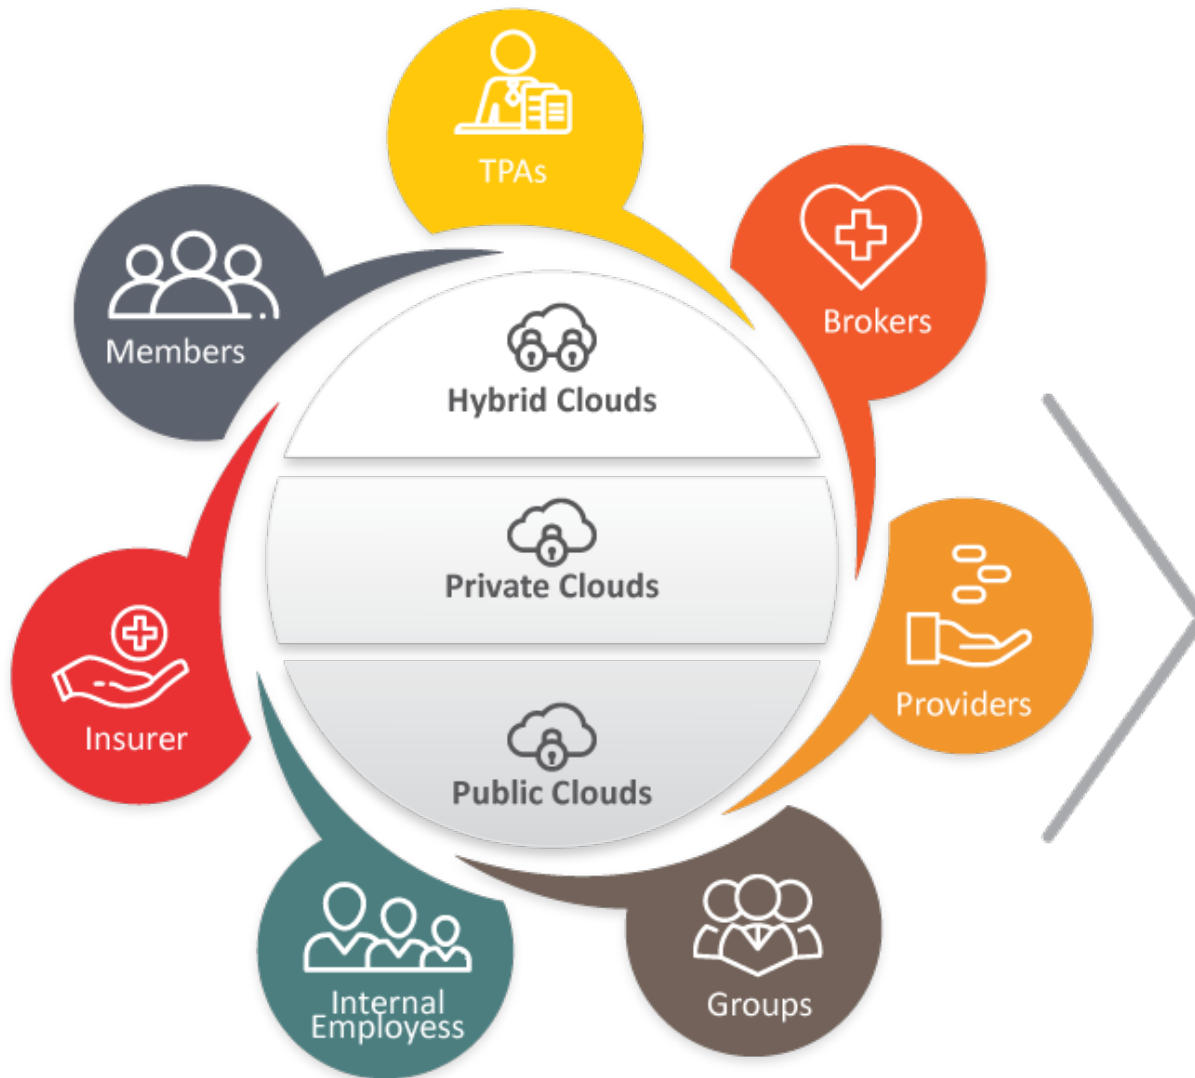 TPAs
Brokers
Members
Hybrid Clouds
Private Clouds
Providers
Insurer
Public Clouds
Internal
Employess
Groups